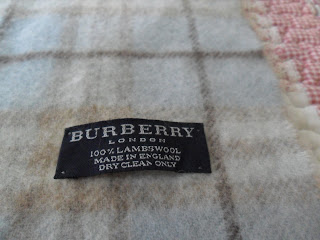 BURBERRY
LONDON
100% LAMBSWOOL
MADE IN ENGLAND
DRY CLEAN ONLY